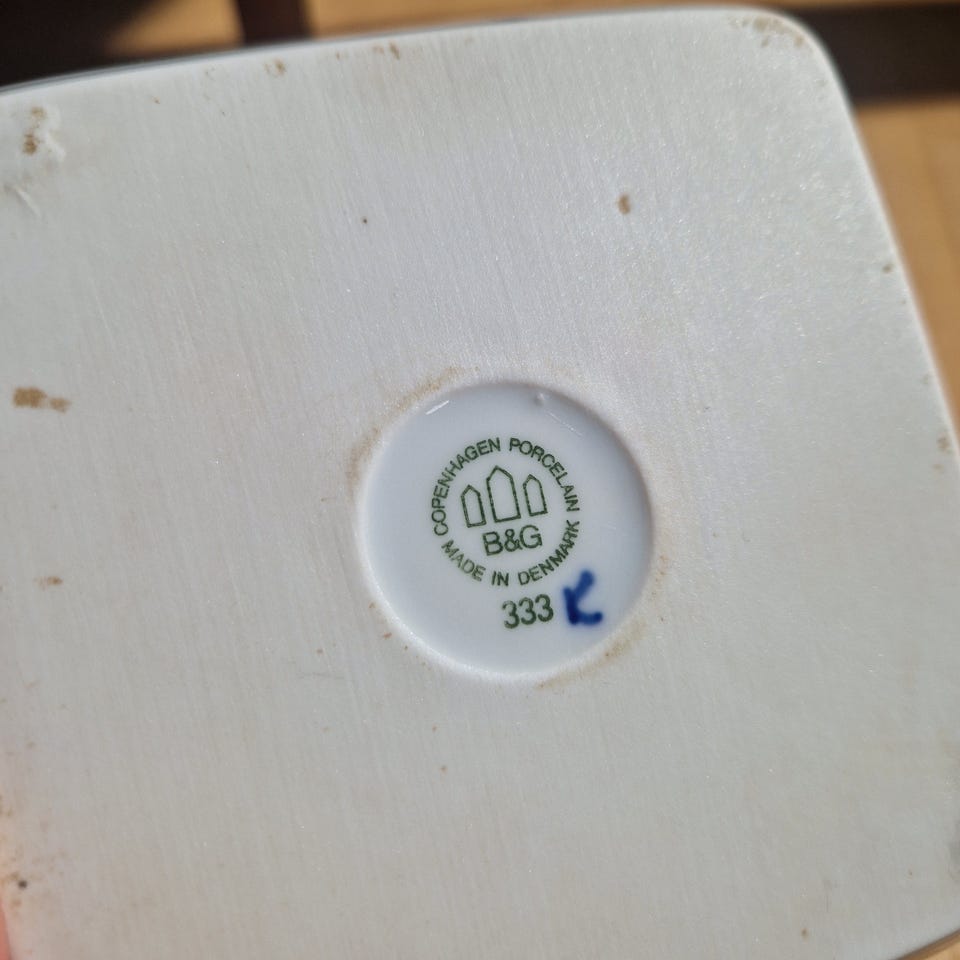 COPENHAGEN PORCELAIN
B&G
MADE IN DENMARK
333 K